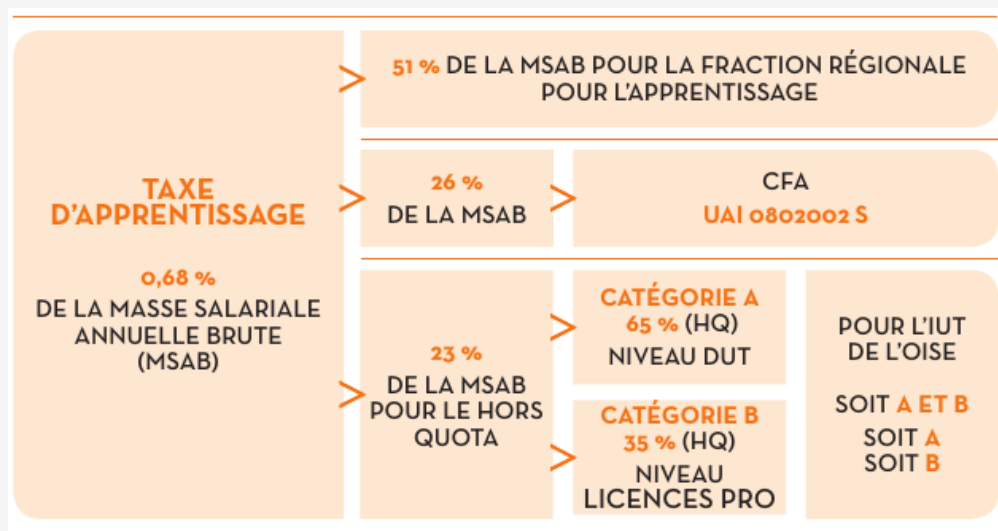 TAXE
D'APPRENTISSAGE
0,68 %
DE LA MASSE SALARIALE
ANNUELLE BRUTE
(MSAB)
51 % DE LA MSAB POUR LA FRACTION RÉGIONALE
POUR L'APPRENTISSAGE
26 %
DE LA MSAB
CFA
UAI 0802002 S
23 %
DE LA MSAB
POUR LE HORS
QUOTA
CATÉGORIE A
65 % (HQ)
NIVEAU DUT
CATÉGORIE B
35 % (HQ)
NIVEAU
LICENCES PRO
POUR L'IUT
DE L'OISE
SOIT A ET B
SOIT A
SOIT B